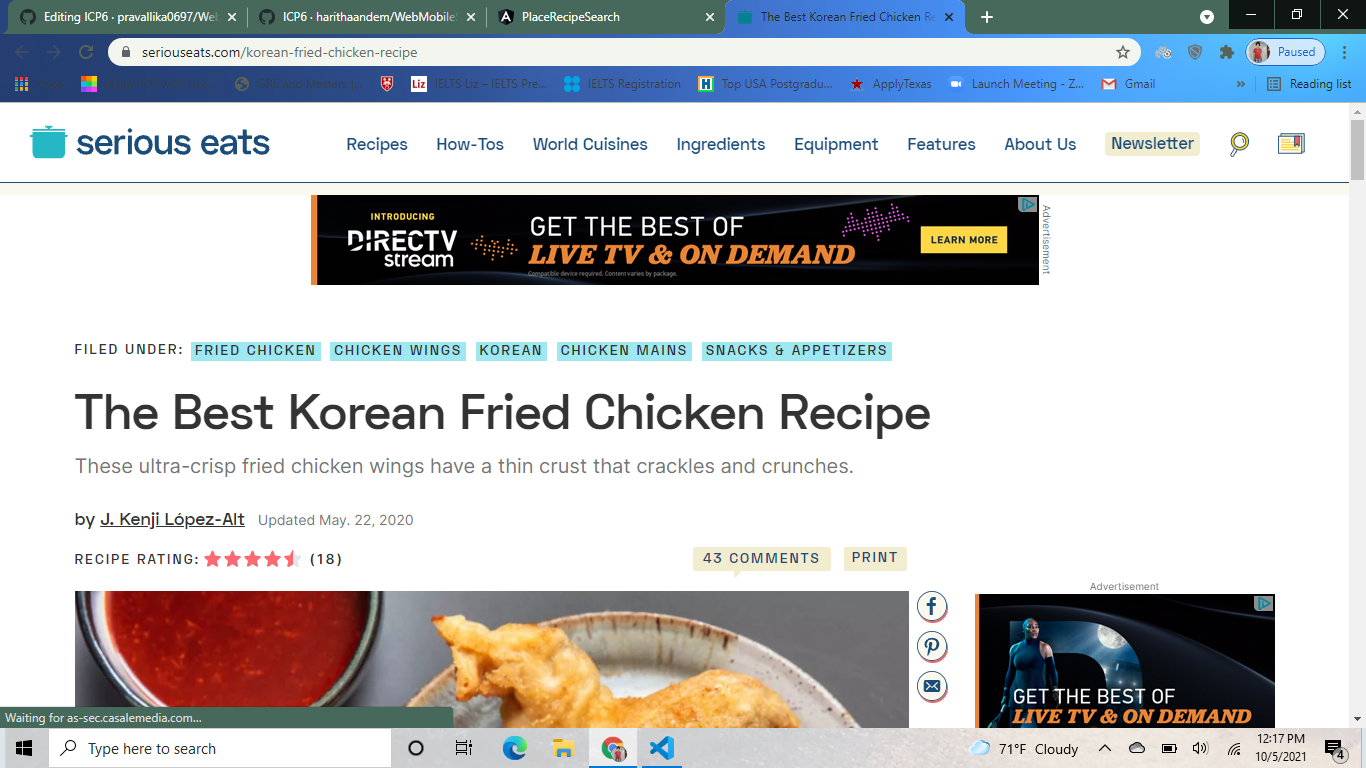 Editing ICP6 · pravallika0697/Web
ICP6 · harithaandem/WebMobileS
PlaceRecipeSearch
The Best Korean Fried Chicken Re
seriouseats.com/korean-fried-chicken-recipe
Paused
Liz IELTS Liz – IELTS Pre...
IELTS Registration
H Top USA Postgradu...
ApplyTexas
Launch Meeting - Z...
Gmail
»
Reading list
serious eats
Recipes How-Tos World Cuisines Ingredients Equipment Features About Us Newsletter
INTRODUCING
DIRECTV
stream
GET THE BEST OF
LIVE TV & ON DEMAND
Compatible device required. Content varies by package.
LEARN MORE
Advertisement
FILED UNDER: FRIED CHICKEN CHICKEN WINGS KOREAN CHICKEN MAINS SNACKS & APPETIZERS
The Best Korean Fried Chicken Recipe
These ultra-crisp fried chicken wings have a thin crust that crackles and crunches.
by J. Kenji López-Alt Updated May. 22, 2020
RECIPE RATING: (18)
43 COMMENTS PRINT
Advertisement
GET THE BEST OF
LIVE TV & ON DEMAND
Waiting for as-sec.casalemedia.com...
Type here to search
71°F Cloudy
12:17 PM
10/5/2021
4